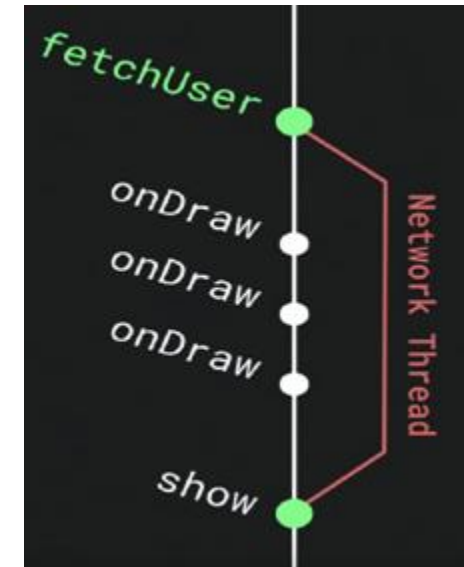 fetchUser
onDraw
onDraw
onDraw
show
Network Thread